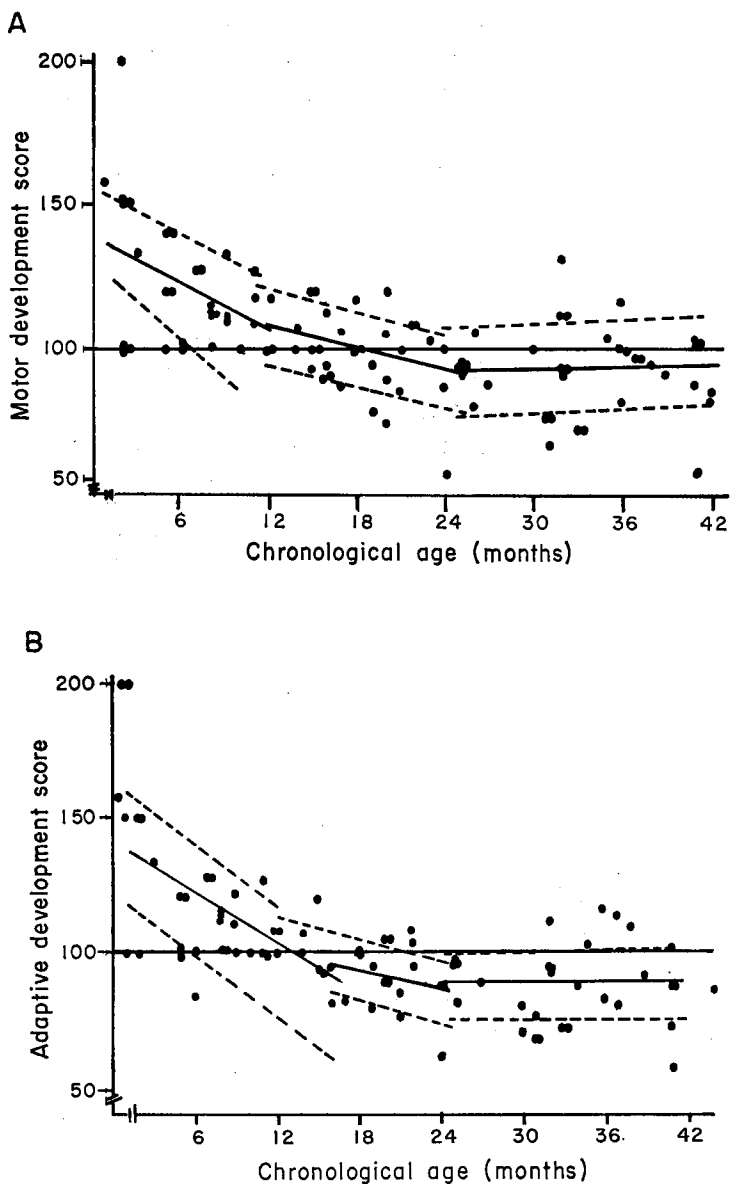 A
200
150
100
50
Motor development score
6 12 18 24 30 36 42
Chronological age (months)
B
200
150
100
50
Adaptive development score
6 12 18 24 30 36 42
Chronological age (months)